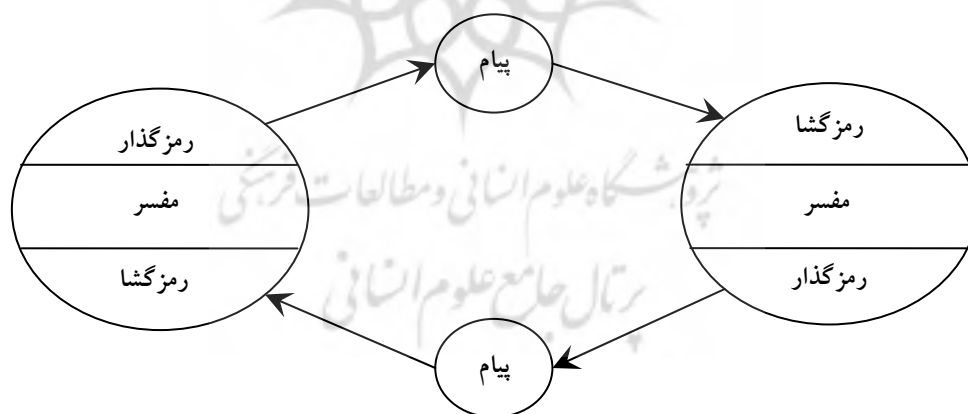 پیام
رمزگشا
رمزگذار
مفسر
مفسر
پژوهشگاه علوم انسانی و مطالعات فرهنگی
رمزگذار
رمزگشا
پرتال جامع علوم انسانی
پیام